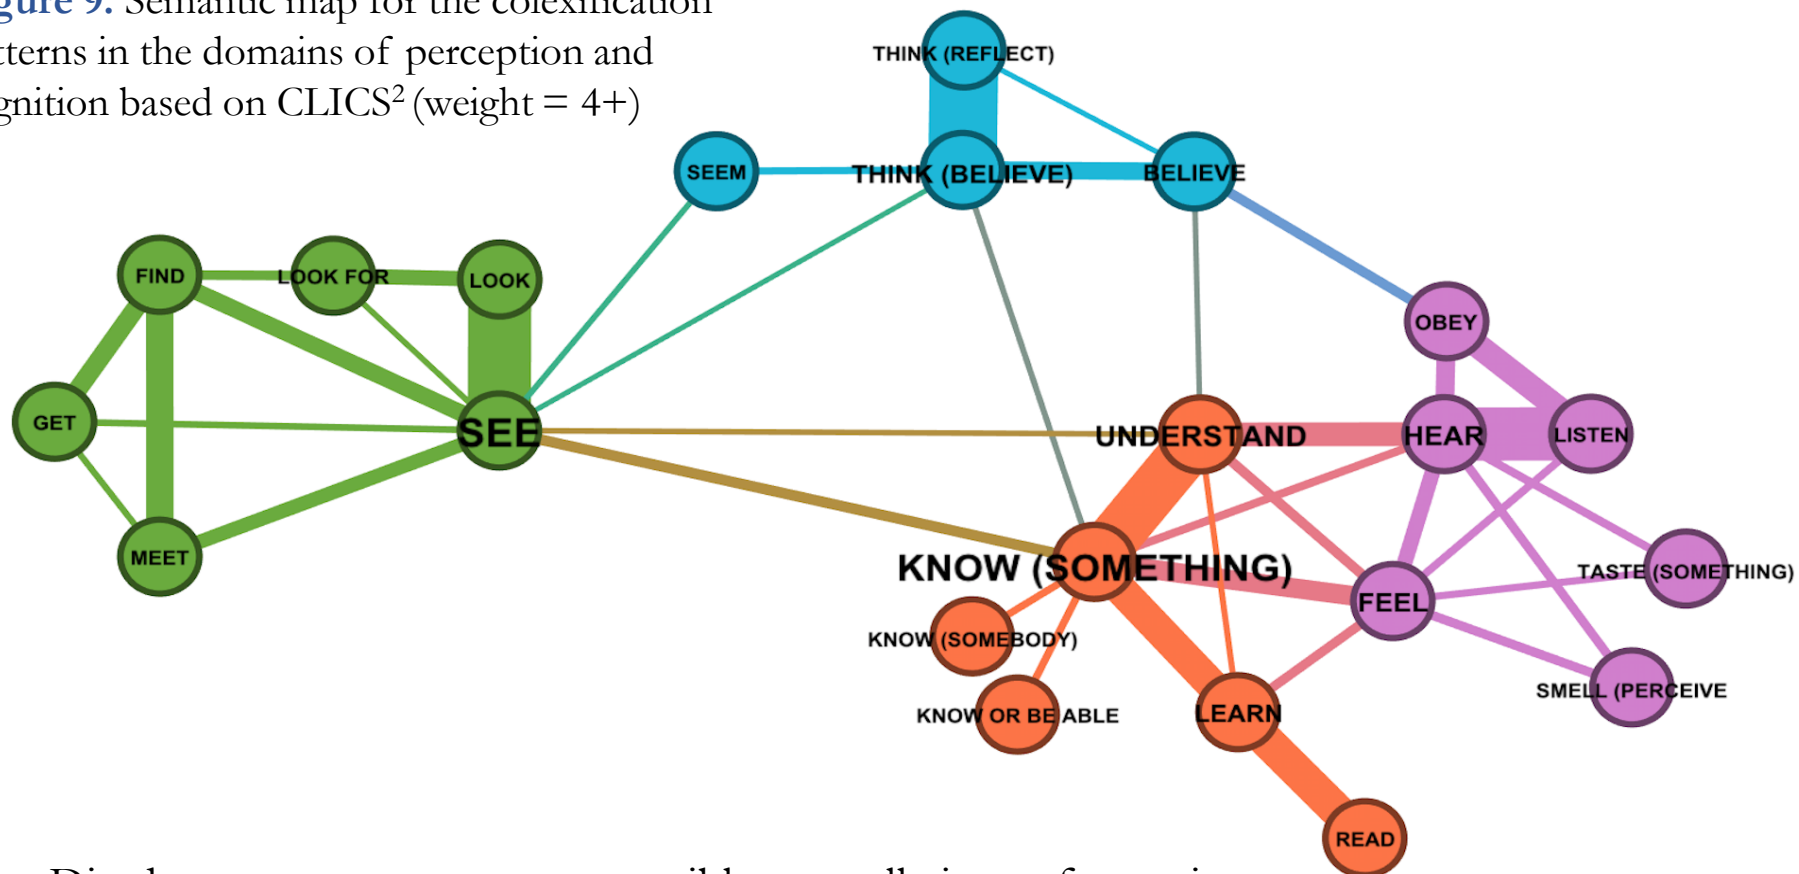 gure 9. Semantic map for the colexification
tterns in the domains of perception and
gnition based on CLICS² (weight = 4+)
THINK (REFLECT)
SEEM
THINK (BELIEVE)
BELIEVE
FIND
LOOK FOR
LOOK
OBEY
GET
SEE
UNDERSTAND
HEAR
LISTEN
MEET
KNOW (SOMETHING)
TASTE (SOMETHING)
FEEL
KNOW (SOMEBODY)
SMELL (PERCEIVE
KNOW OR BE ABLE
LEARN
READ